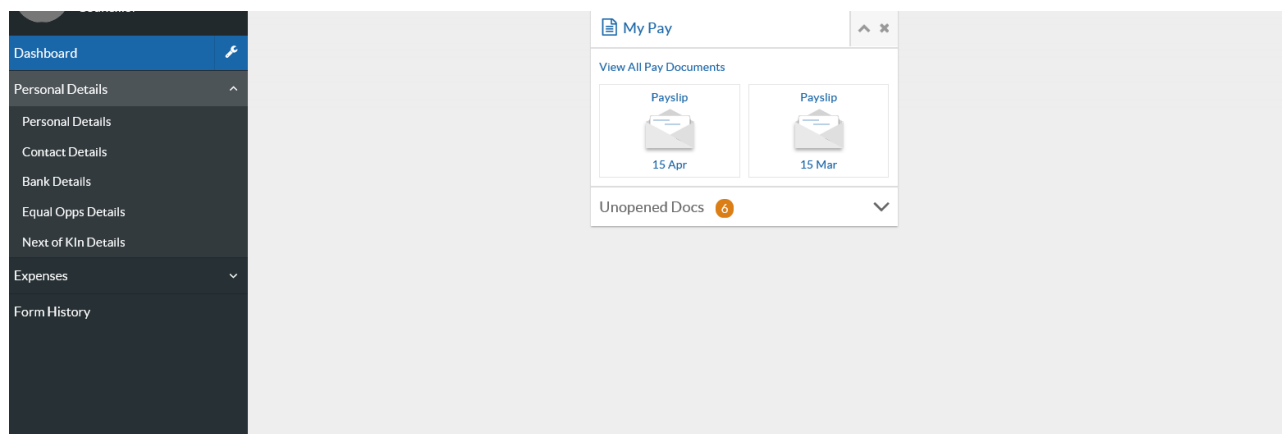 Dashboard
Personal Details
Personal Details
Contact Details
Bank Details
Equal Opps Details
Next of KIn Details
Expenses
Form History
My Pay
View All Pay Documents
Payslip
15 Apr
Payslip
15 Mar
Unopened Docs 6